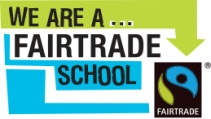 WE ARE A ...
FAIRTRADE
SCHOOL ®
FAIRTRADE